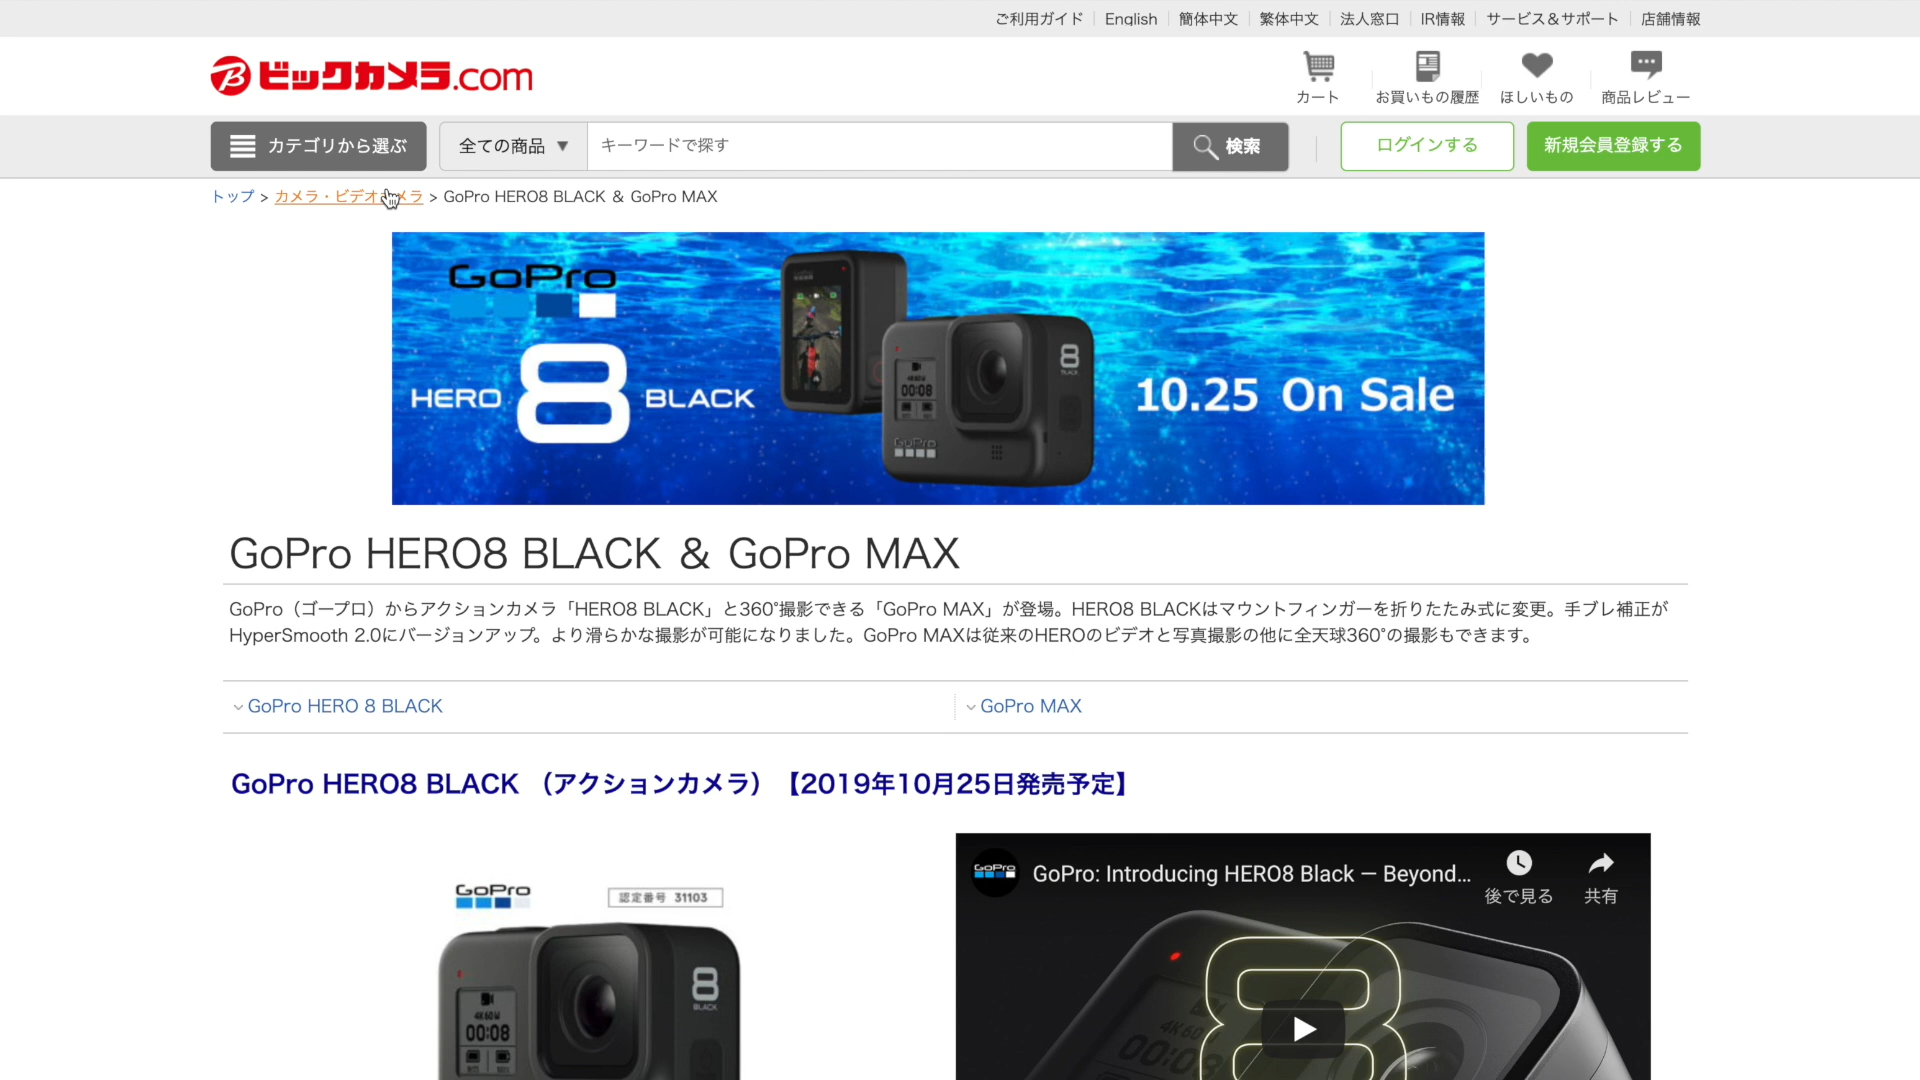 ご利用ガイド English 簡体中文 繁体中文 法人窓口 IR情報 サービス＆サポート 店舗情報
ビックカメラ.com
カート お買いもの履歴 ほしいもの 商品レビュー
カテゴリから選ぶ 全ての商品 ▼ キーワードで探す 検索 ログインする 新規会員登録する
トップ > カメラ・ビデオカメラ > GoPro HERO8 BLACK ＆ GoPro MAX
GoPro
HERO 8 BLACK
10.25 On Sale
8
BLACK
4K60W
00:08
GoPro
GoPro HERO8 BLACK ＆ GoPro MAX
GoPro（ゴープロ）からアクションカメラ「HERO8 BLACK」と360°撮影できる「GoPro MAX」が登場。HERO8 BLACKはマウントフィンガーを折りたたみ式に変更。手ブレ補正が
HyperSmooth 2.0にバージョンアップ。より滑らかな撮影が可能になりました。GoPro MAXは従来のHEROのビデオと写真撮影の他に全天球360°の撮影もできます。
GoPro HERO 8 BLACK
GoPro MAX
GoPro HERO8 BLACK （アクションカメラ）【2019年10月25日発売予定】
GoPro
認定番号 31103
8
BLACK
4K60W
00:08
GoPro
GoPro: Introducing HERO8 Black — Beyond...
後で見る
共有
4K60
00:08